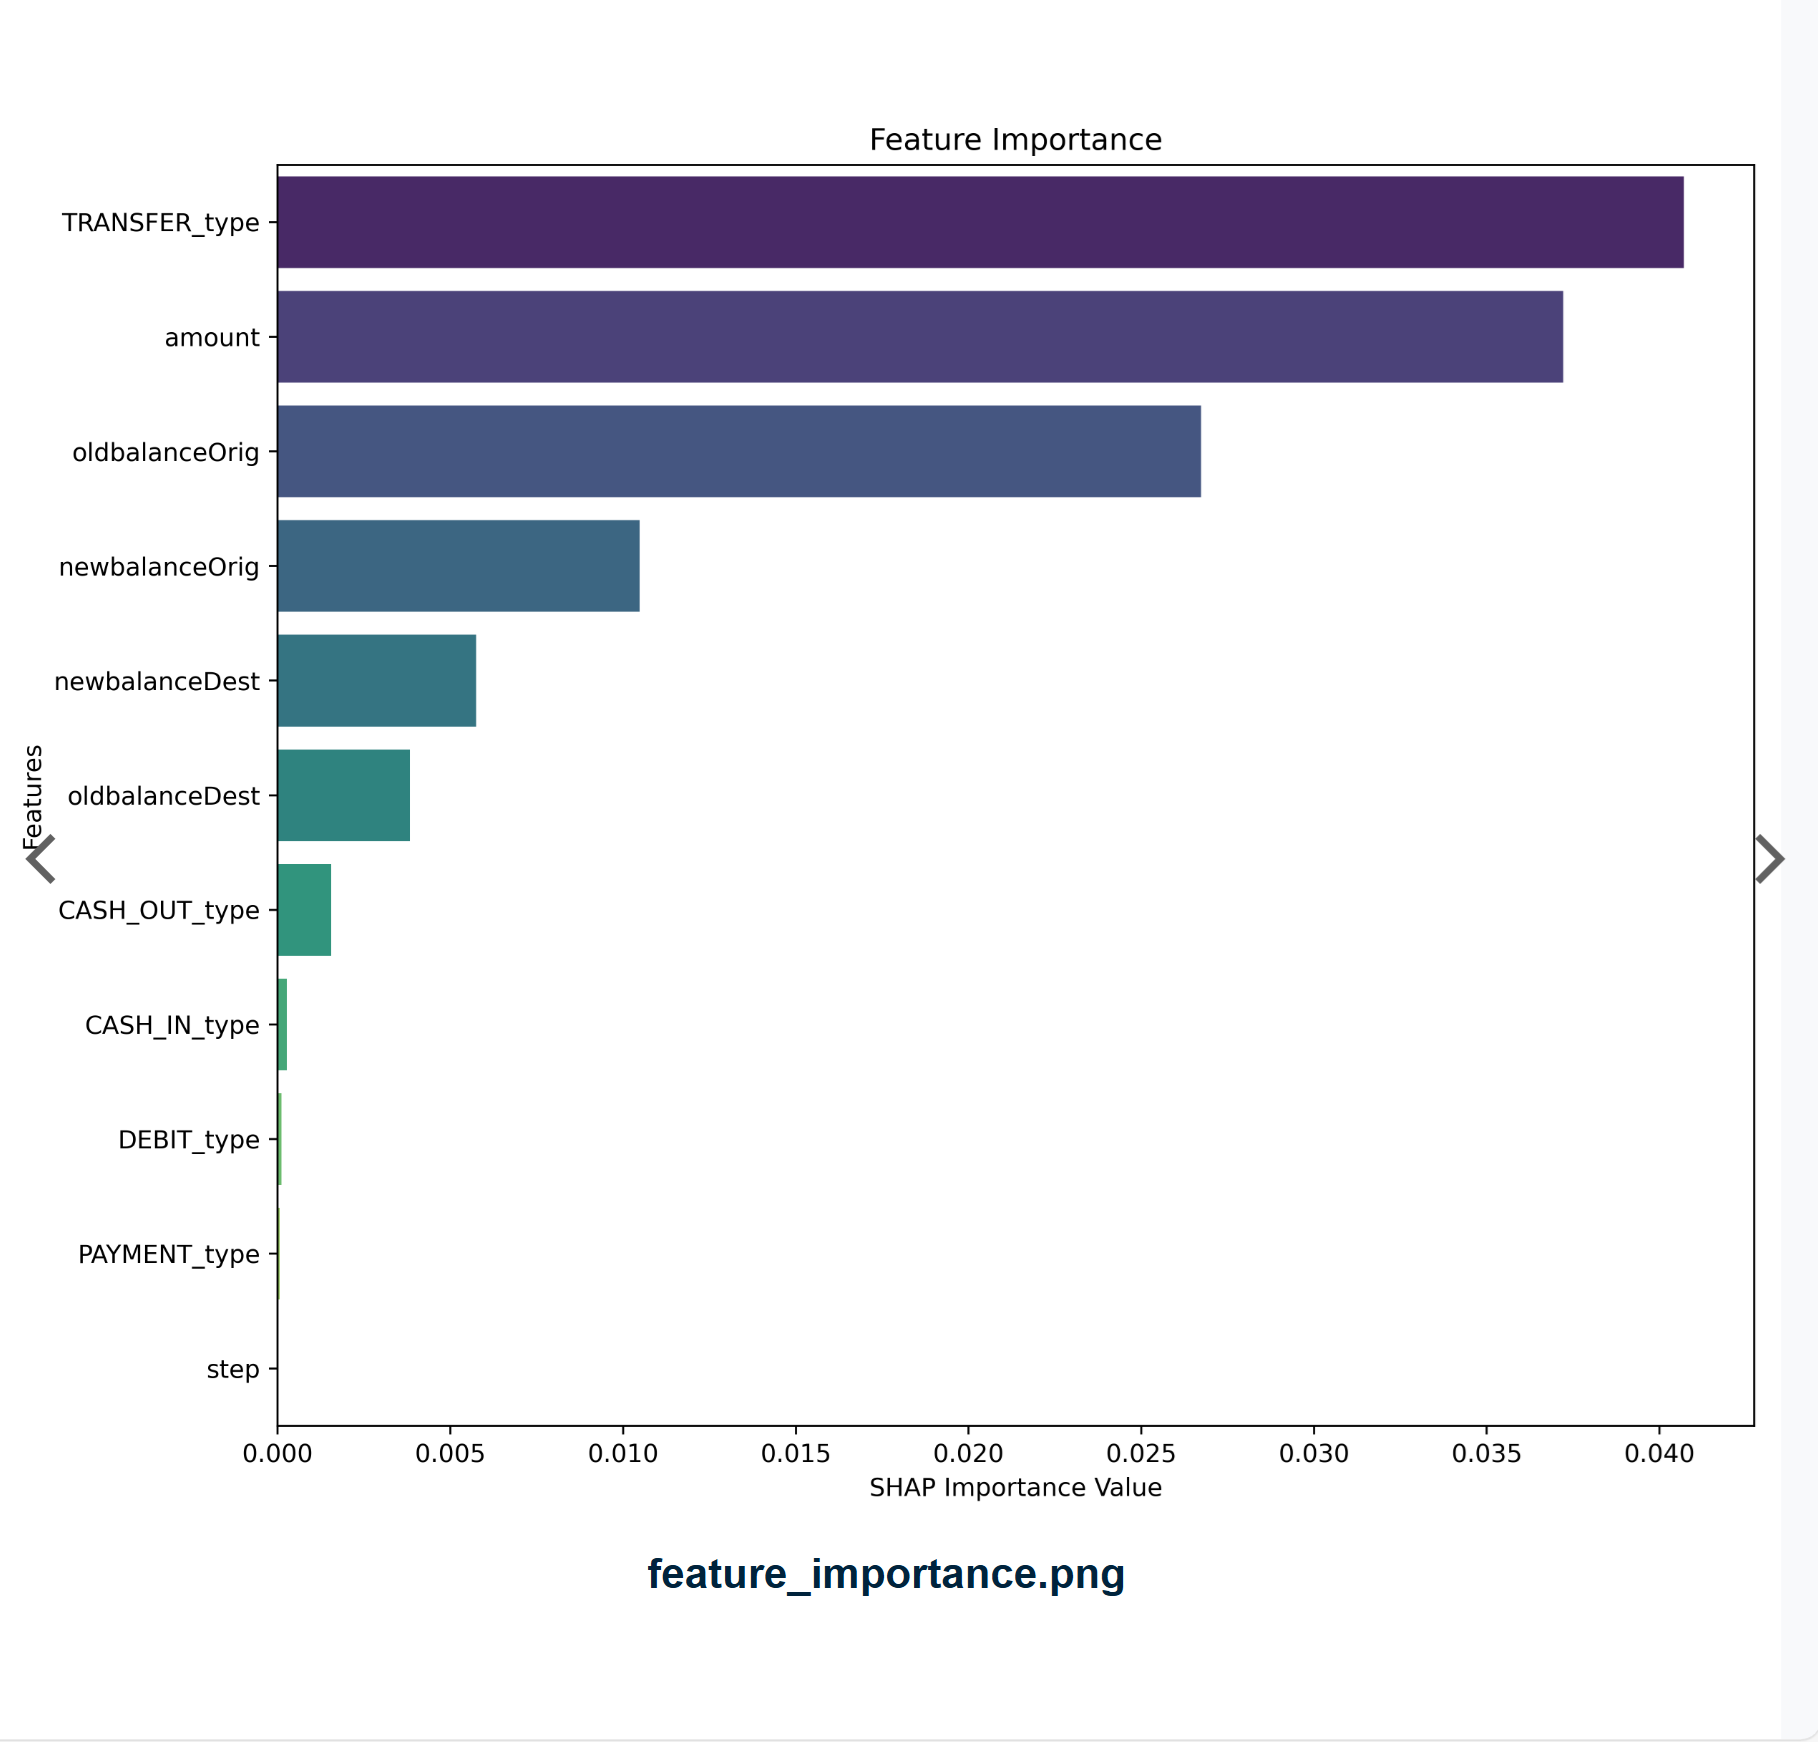 Feature Importance
TRANSFER_type
amount
oldbalanceOrig
newbalanceOrig
newbalanceDest
oldbalanceDest
CASH_OUT_type
CASH_IN_type
DEBIT_type
PAYMENT_type
step
Features
0.000 0.005 0.010 0.015 0.020 0.025 0.030 0.035 0.040
SHAP Importance Value
feature_importance.png